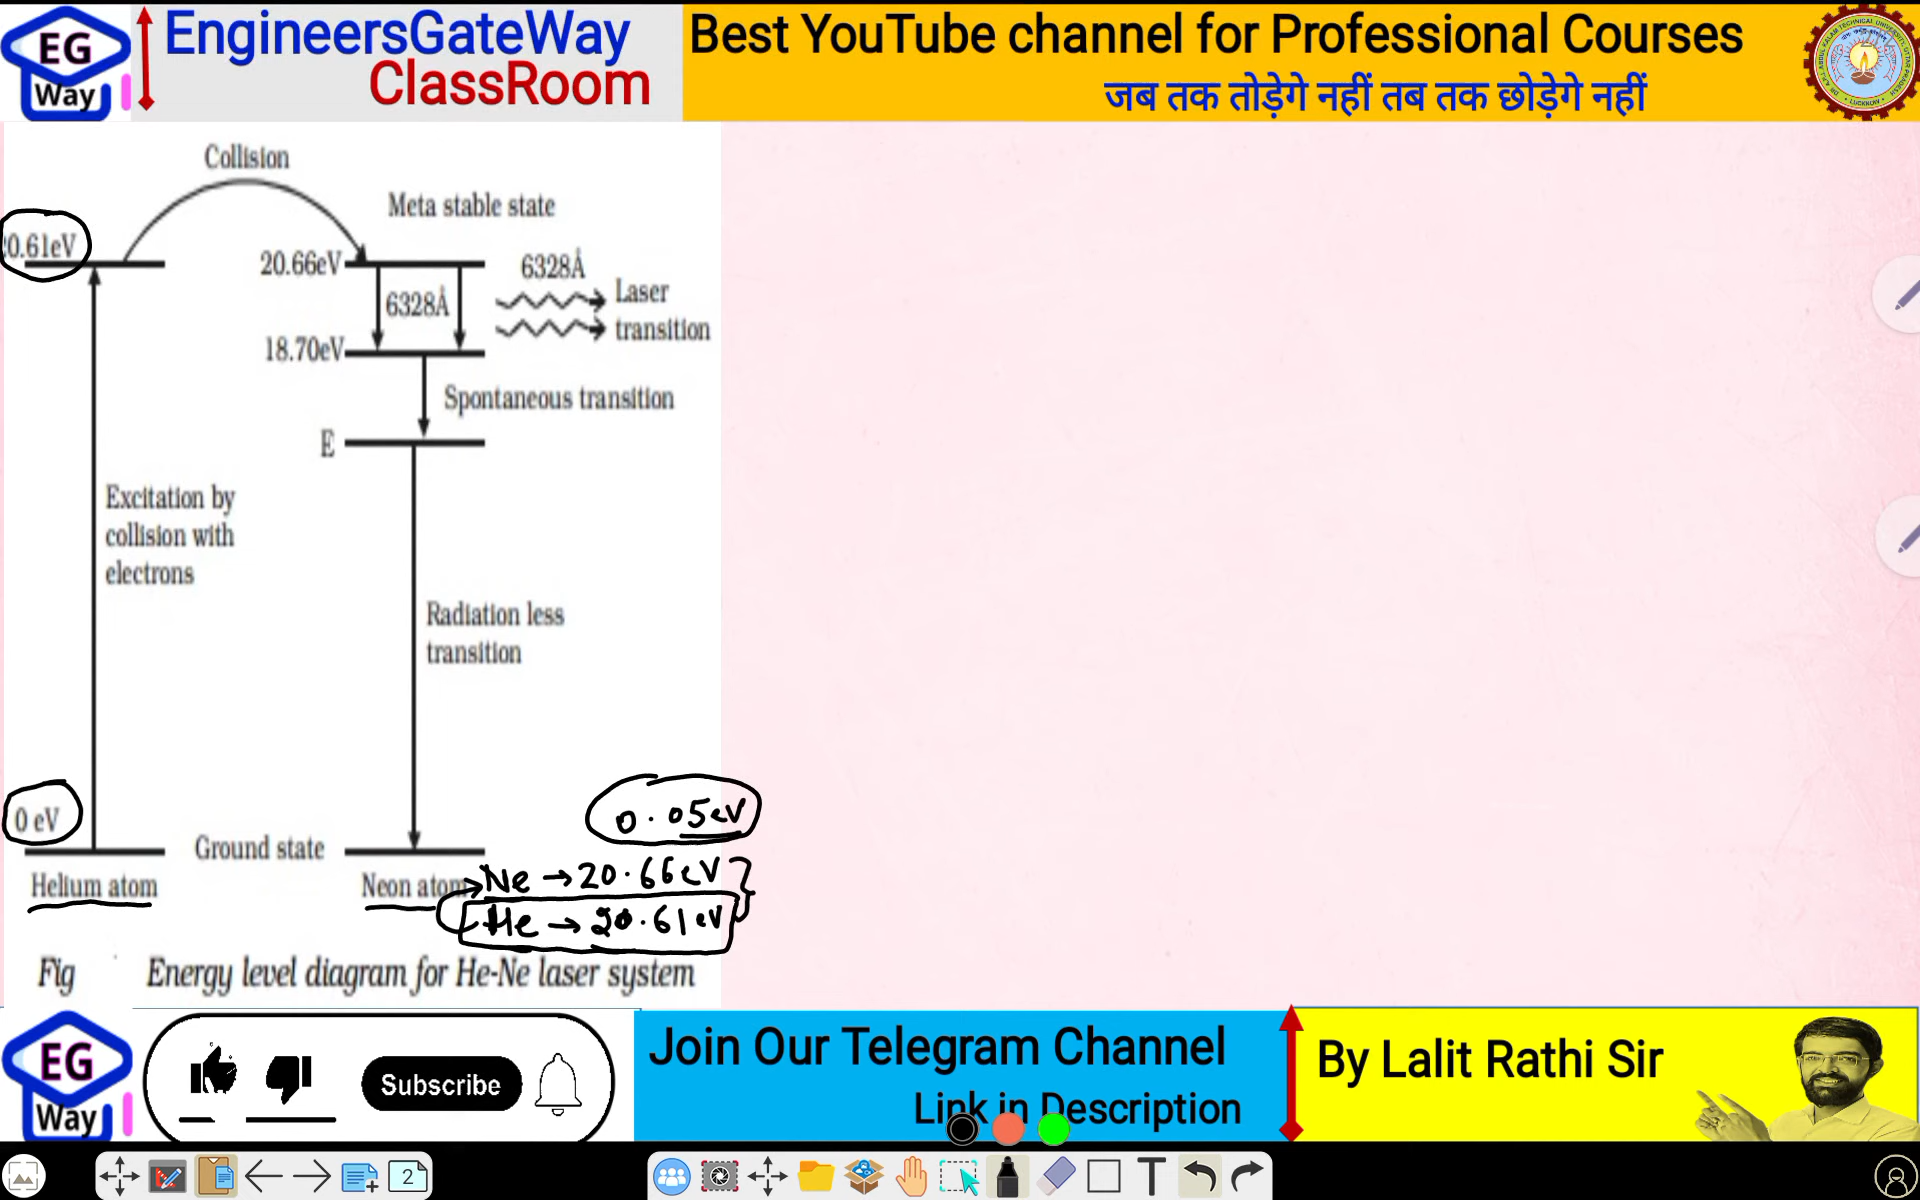 EG
Way
EngineersGateWay
ClassRoom
Best YouTube channel for Professional Courses
जब तक तोड़ेगे नहीं तब तक छोड़ेगे नहीं
Collision
Meta stable state
0.61eV
20.66eV
6328Å
6328Å
Laser
transition
18.70eV
Spontaneous transition
E
Excitation by
collision with
electrons
Radiation less
transition
0 eV
0.05eV
Ground state
Helium atom
Neon atom
Ne → 20.66eV
He → 20.61eV
Fig Energy level diagram for He-Ne laser system
EG
Way
Subscribe
Join Our Telegram Channel
Link in Description
By Lalit Rathi Sir
2
T